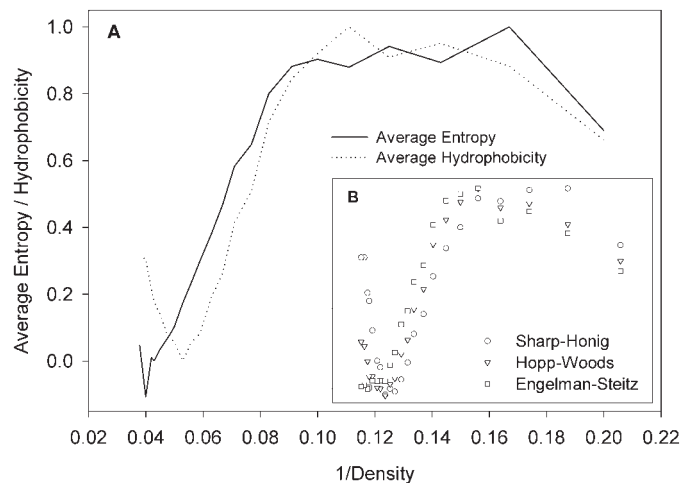 A
1.0
0.8
0.6
0.4
0.2
0.0
Average Entropy / Hydrophobicity
Average Entropy
Average Hydrophobicity
B
Sharp-Honig
Hopp-Woods
Engelman-Steitz
0.02 0.04 0.06 0.08 0.10 0.12 0.14 0.16 0.18 0.20 0.22
1/Density